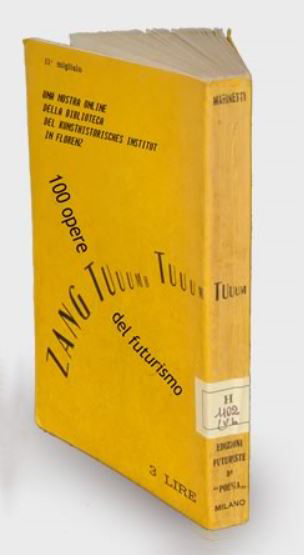 11° migliaio
UNA MOSTRA ONLINE
DELLA BIBLIOTECA
DEL KUNSTHISTORISCHES INSTITUT
IN FLORENZ
100 opere
ZANG TUUUMB TUUUM
del futurismo
3 LIRE
MARINETTI
TUUUM
H
1102
EDIZIONI
FUTURISTE
DI
"POESIA"
MILANO